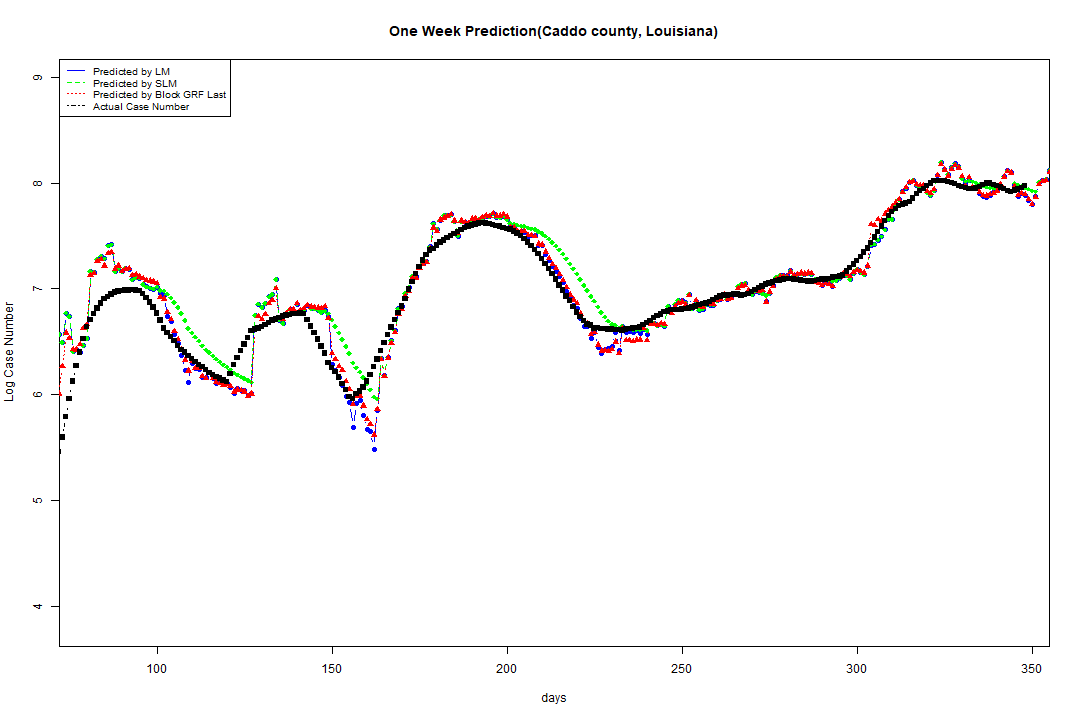 One Week Prediction(Caddo county, Louisiana)
Predicted by LM
Predicted by SLM
Predicted by Block GRF Last
Actual Case Number
9
8
7
6
5
4
Log Case Number
100 150 200 250 300 350
days